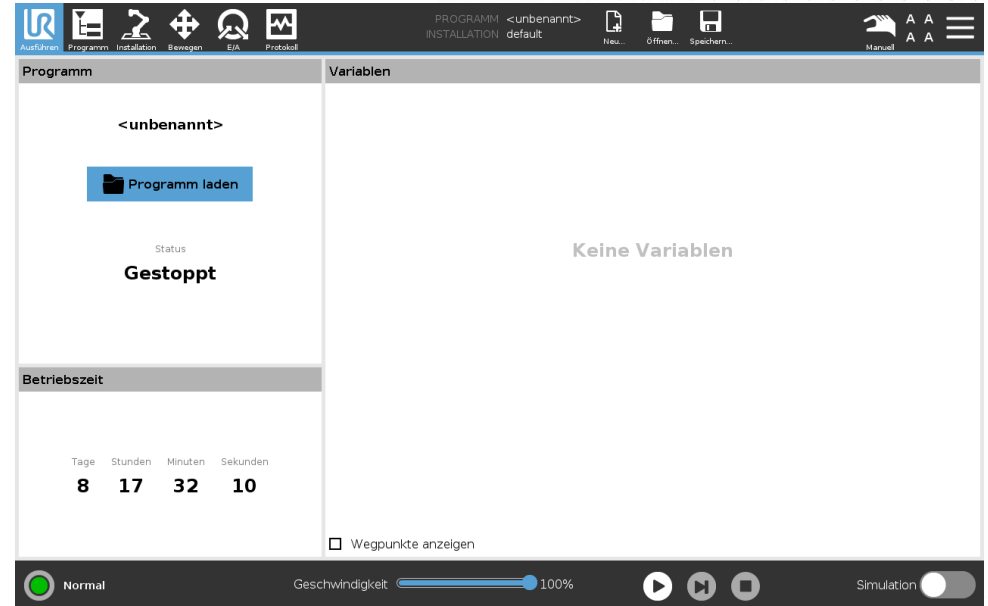 UR
PROGRAMM <unbenannt>
INSTALLATION default
A A
A A
Ausführen Programm Installation Bewegen E/A Protokoll Neu... Öffnen... Speichern... Manuell
Programm
<unbenannt>
Programm laden
Status
Gestoppt
Betriebszeit
Tage Stunden Minuten Sekunden
8 17 32 10
Variablen
Keine Variablen
Wegpunkte anzeigen
Normal Geschwindigkeit 100% Simulation